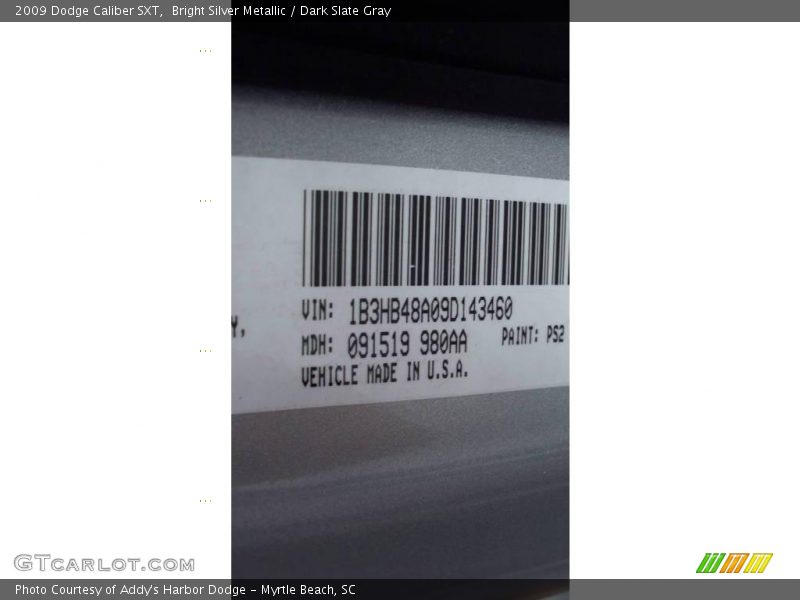 2009 Dodge Caliber SXT,  Bright Silver Metallic / Dark Slate Gray
VIN: 1B3HB48A09D143460
Y,
MDH: 091519 980AA PAINT: PS2
VEHICLE MADE IN U.S.A.
GTCARLOT.COM
Photo Courtesy of Addy's Harbor Dodge - Myrtle Beach, SC